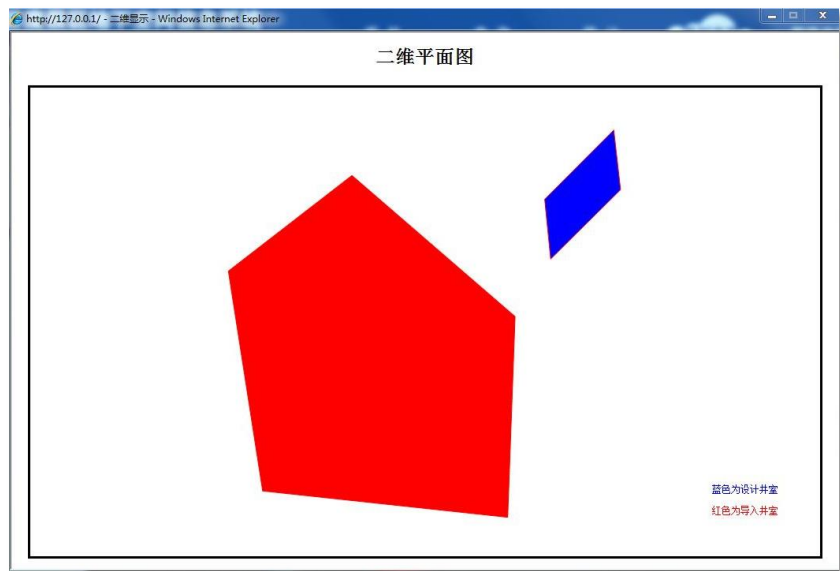 http://127.0.0.1/ - 二维显示 - Windows Internet Explorer
二维平面图
蓝色为设计井室
红色为导入井室